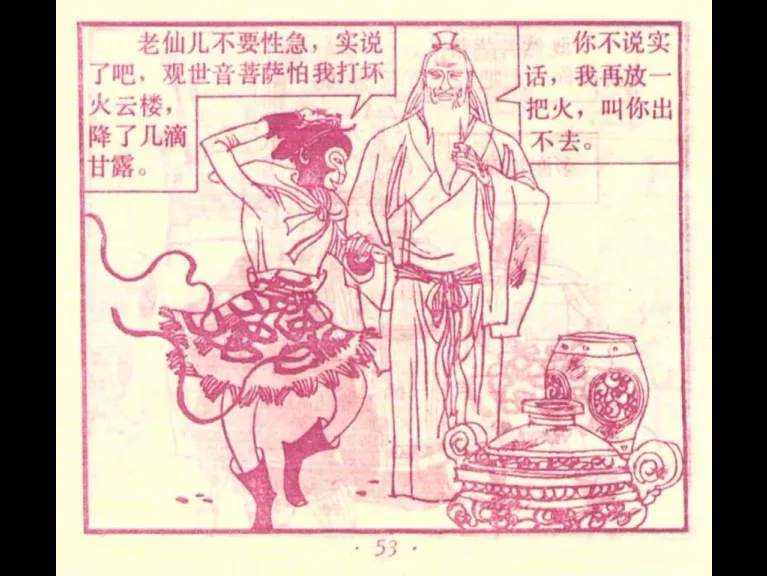 老仙儿不要性急，实说
了吧，观世音菩萨怕我打坏
火云楼，
降了几滴
甘露。
你不说实
话，我再放一
把火，叫你出
不去。
· 53 ·